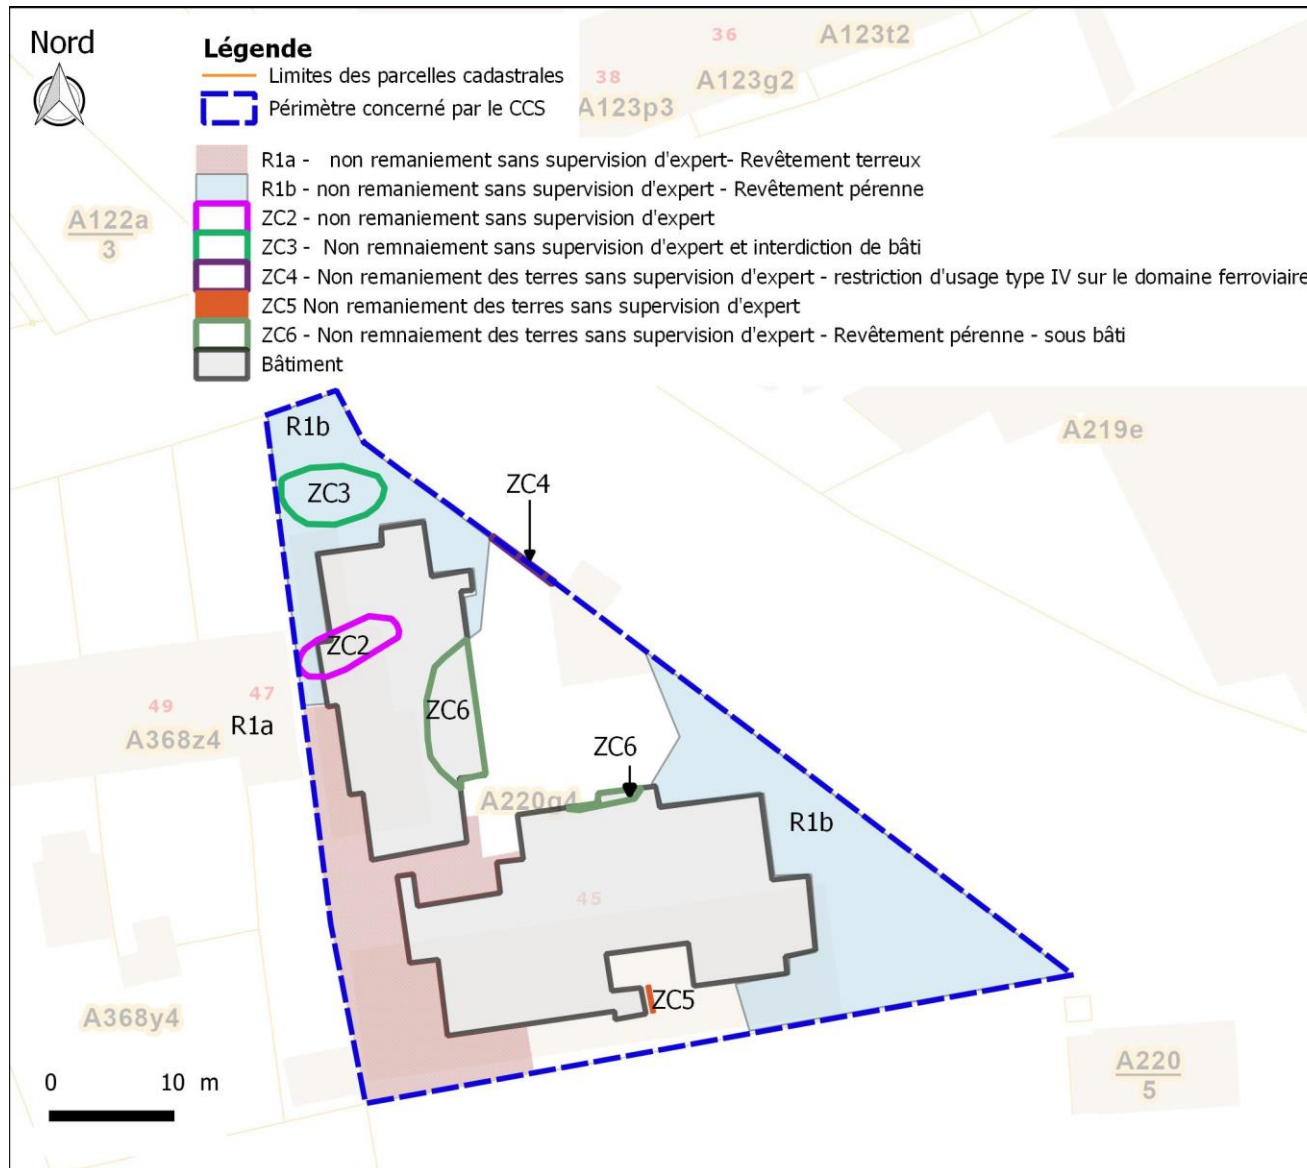 Nord
Légende
Limites des parcelles cadastrales
Périmètre concerné par le CCS
R1a - non remaniement sans supervision d'expert- Revêtement terreux
R1b - non remaniement sans supervision d'expert - Revêtement pérenne
ZC2 - non remaniement sans supervision d'expert
ZC3 - Non remnaiement sans supervision d'expert et interdiction de bâti
ZC4 - Non remaniement des terres sans supervision d'expert - restriction d'usage type IV sur le domaine ferroviaire
ZC5 Non remaniement des terres sans supervision d'expert
ZC6 - Non remnaiement des terres sans supervision d'expert - Revêtement pérenne - sous bâti
Bâtiment
36
A123t2
38
A123g2
A123p3
A122a
3
R1b
A219e
ZC3
ZC4
ZC2
47
49
R1a
ZC6
A368z4
ZC6
A220g4
R1b
45
ZC5
A368y4
A220
5
0 10 m